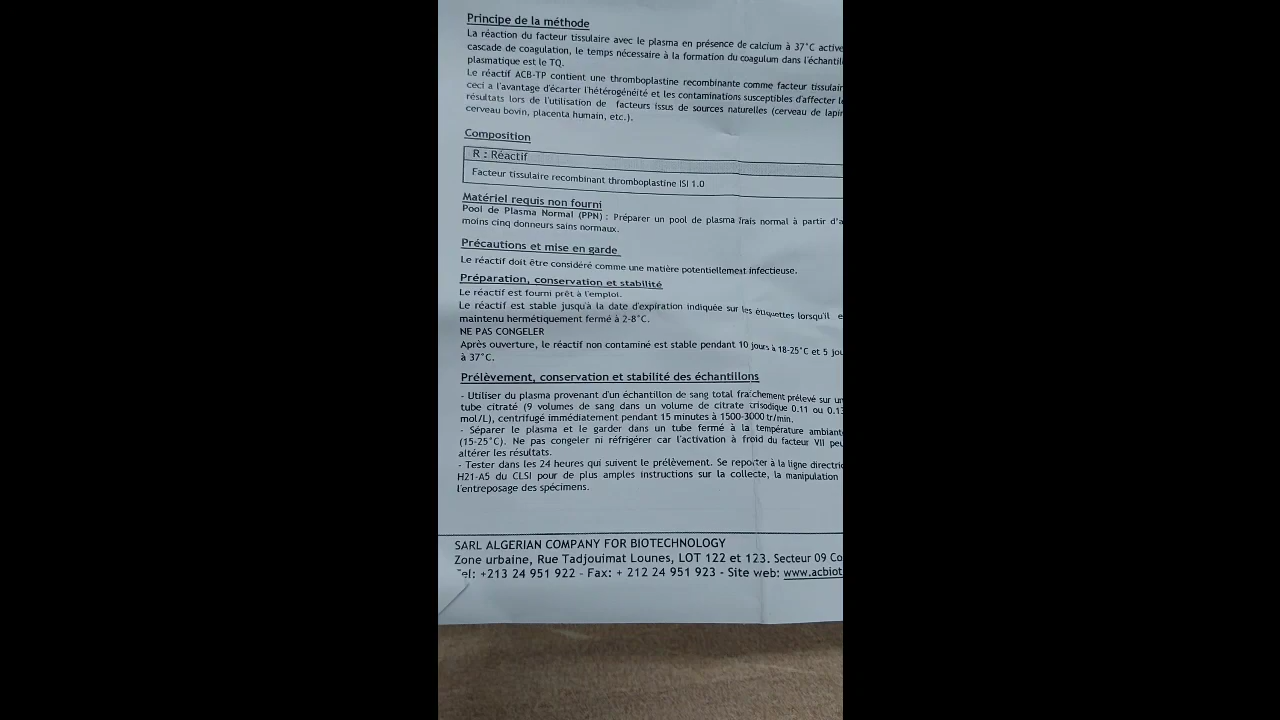 Principe de la méthode
La réaction du facteur tissulaire avec le plasma en présence de calcium à 37°C active
cascade de coagulation, le temps nécessaire à la formation du coagulum dans l'échantil
plasmatique est le TQ.
Le réactif ACB-TP contient une thromboplastine recombinante comme facteur tissulair
ceci a l'avantage d'écarter l'hétérogénéité et les contaminations susceptibles d'affecter le
résultats lors de l'utilisation de facteurs issus de sources naturelles (cerveau de lapin
cerveau bovin, placenta humain, etc.).
Composition
R : Réactif
Facteur tissulaire recombinant thromboplastine ISI 1.0
Matériel requis non fourni
Pool de Plasma Normal (PPN) : Préparer un pool de plasma frais normal à partir d'a
moins cinq donneurs sains normaux.
Précautions et mise en garde
Le réactif doit être considéré comme une matière potentiellement infectieuse.
Préparation, conservation et stabilité
Le réactif est fourni prêt à l'emploi.
Le réactif est stable jusqu'à la date d'expiration indiquée sur les étiquettes lorsqu'il e
maintenu hermétiquement fermé à 2-8°C.
NE PAS CONGELER
Après ouverture, le réactif non contaminé est stable pendant 10 jours à 18-25°C et 5 jou
à 37°C.
Prélèvement, conservation et stabilité des échantillons
- Utiliser du plasma provenant d'un échantillon de sang total fraîchement prélevé sur un
tube citraté (9 volumes de sang dans un volume de citrate trisodique 0.11 ou 0.13
mol/L), centrifugé immédiatement pendant 15 minutes à 1500-3000 tr/min.
- Séparer le plasma et le garder dans un tube fermé à la température ambiante
(15-25°C). Ne pas congeler ni réfrigérer car l'activation à froid du facteur VII peu
altérer les résultats.
- Tester dans les 24 heures qui suivent le prélèvement. Se reporter à la ligne directric
H21-A5 du CLSI pour de plus amples instructions sur la collecte, la manipulation
l'entreposage des spécimens.
SARL ALGERIAN COMPANY FOR BIOTECHNOLOGY
Zone urbaine, Rue Tadjouimat Lounes, LOT 122 et 123. Secteur 09 Co
Tel: +213 24 951 922 - Fax: + 212 24 951 923 - Site web: www.acbiot